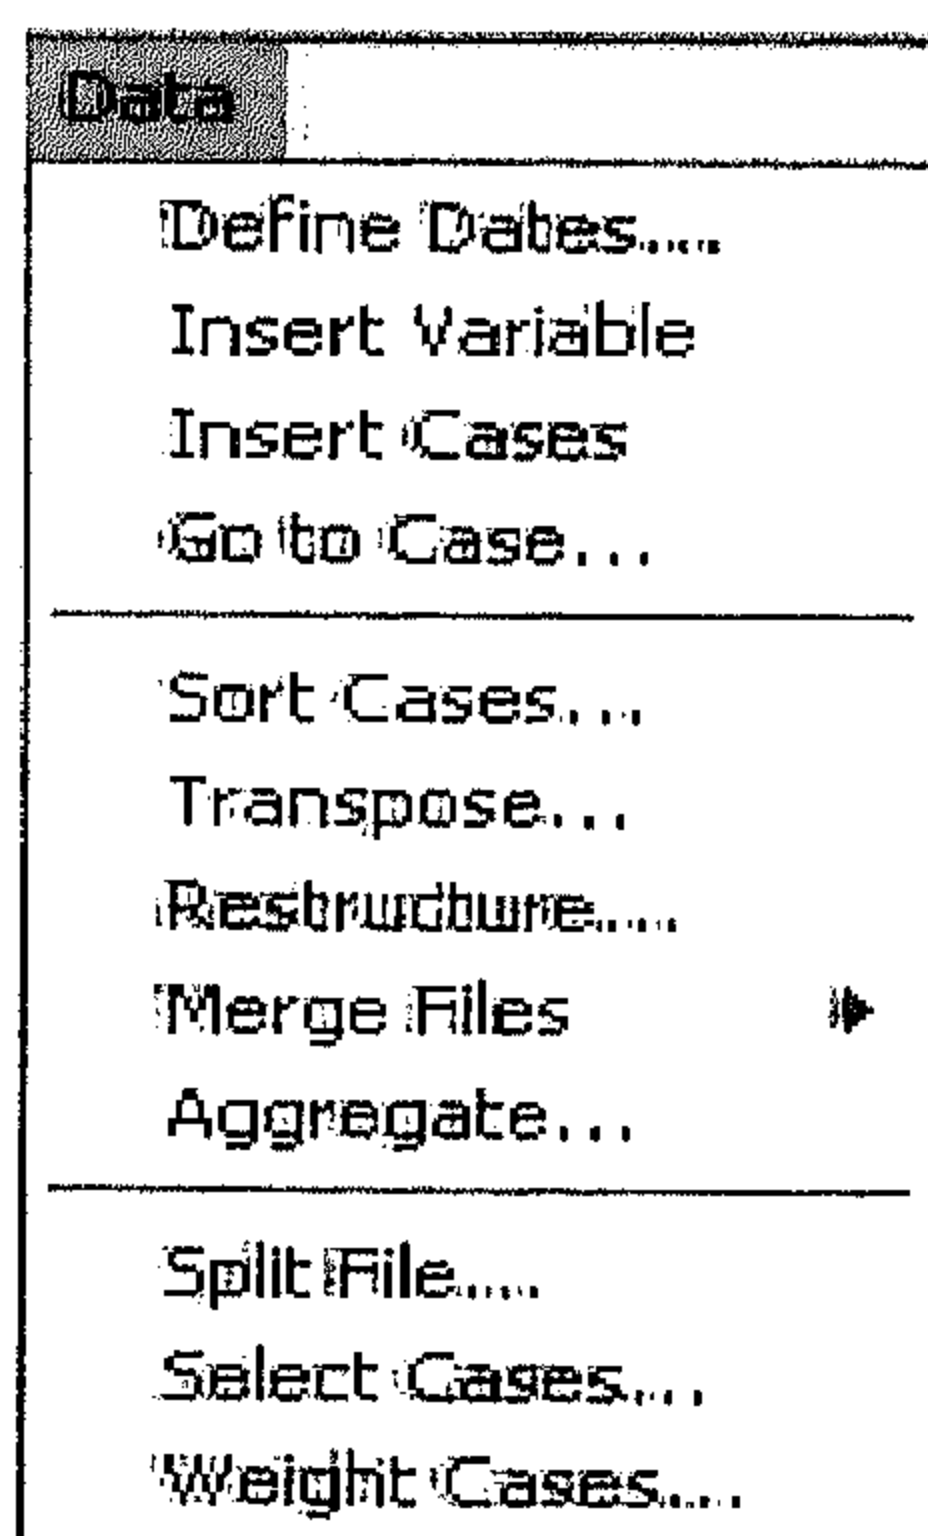 Data
Define Dates...
Insert Variable
Insert Cases
Go to Case...
Sort Cases...
Transpose...
Restructure...
Merge Files
Aggregate...
Split File...
Select Cases...
Weight Cases...